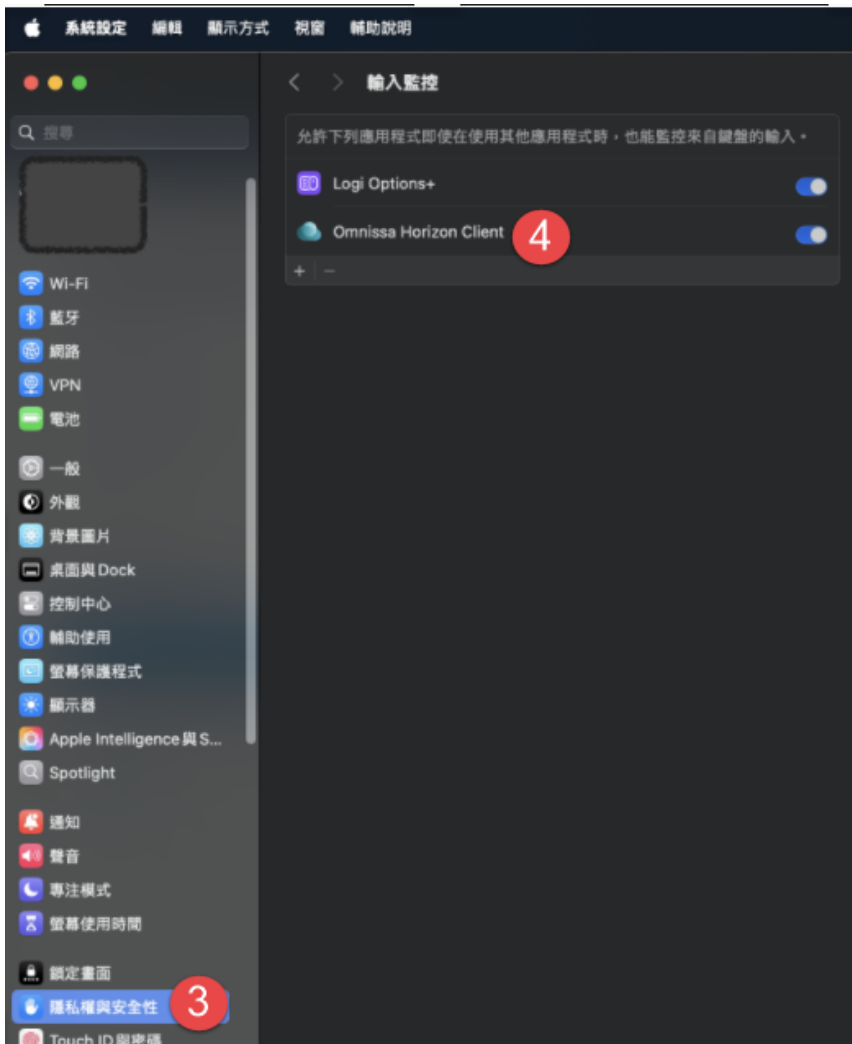 系統設定 編輯 顯示方式 視窗 輔助說明
輸入監控
搜尋
允許下列應用程式即使在使用其他應用程式時，也能監控來自鍵盤的輸入。
Logi Options+
Omnissa Horizon Client 4
+ −
Wi-Fi
藍牙
網路
VPN
電池
一般
外觀
背景圖片
桌面與 Dock
控制中心
輔助使用
螢幕保護程式
顯示器
Apple Intelligence 與 S...
Spotlight
通知
聲音
專注模式
螢幕使用時間
鎖定畫面
隱私權與安全性 3
Touch ID 與密碼